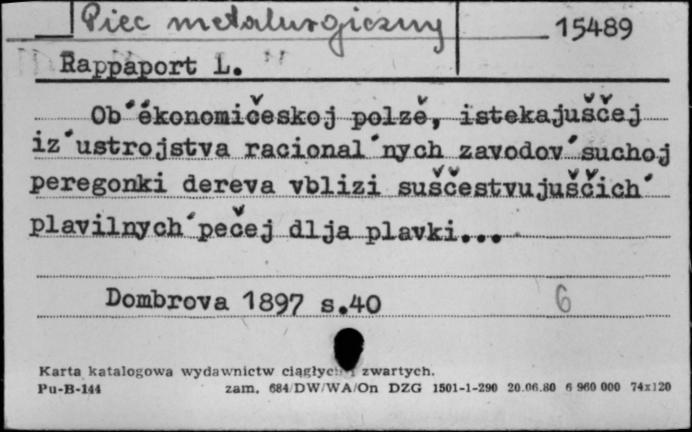 Piec metalurgiczny
15489
Rappaport L.
Ob ékonomičeskoj polzě, istekajuščej
iz ustrojstva racional'nych zavodov suchoj
peregonki dereva vblizi suščestvujuščich
plavilnych pečej dlja plavki...
Dombrova 1897 s.40
6
Karta katalogowa wydawnictw ciągłych i zwartych.
Pu-B-144
zam. 684/DW/WA/On DZG 1501-1-290 20.06.80 6 960 000 74x120